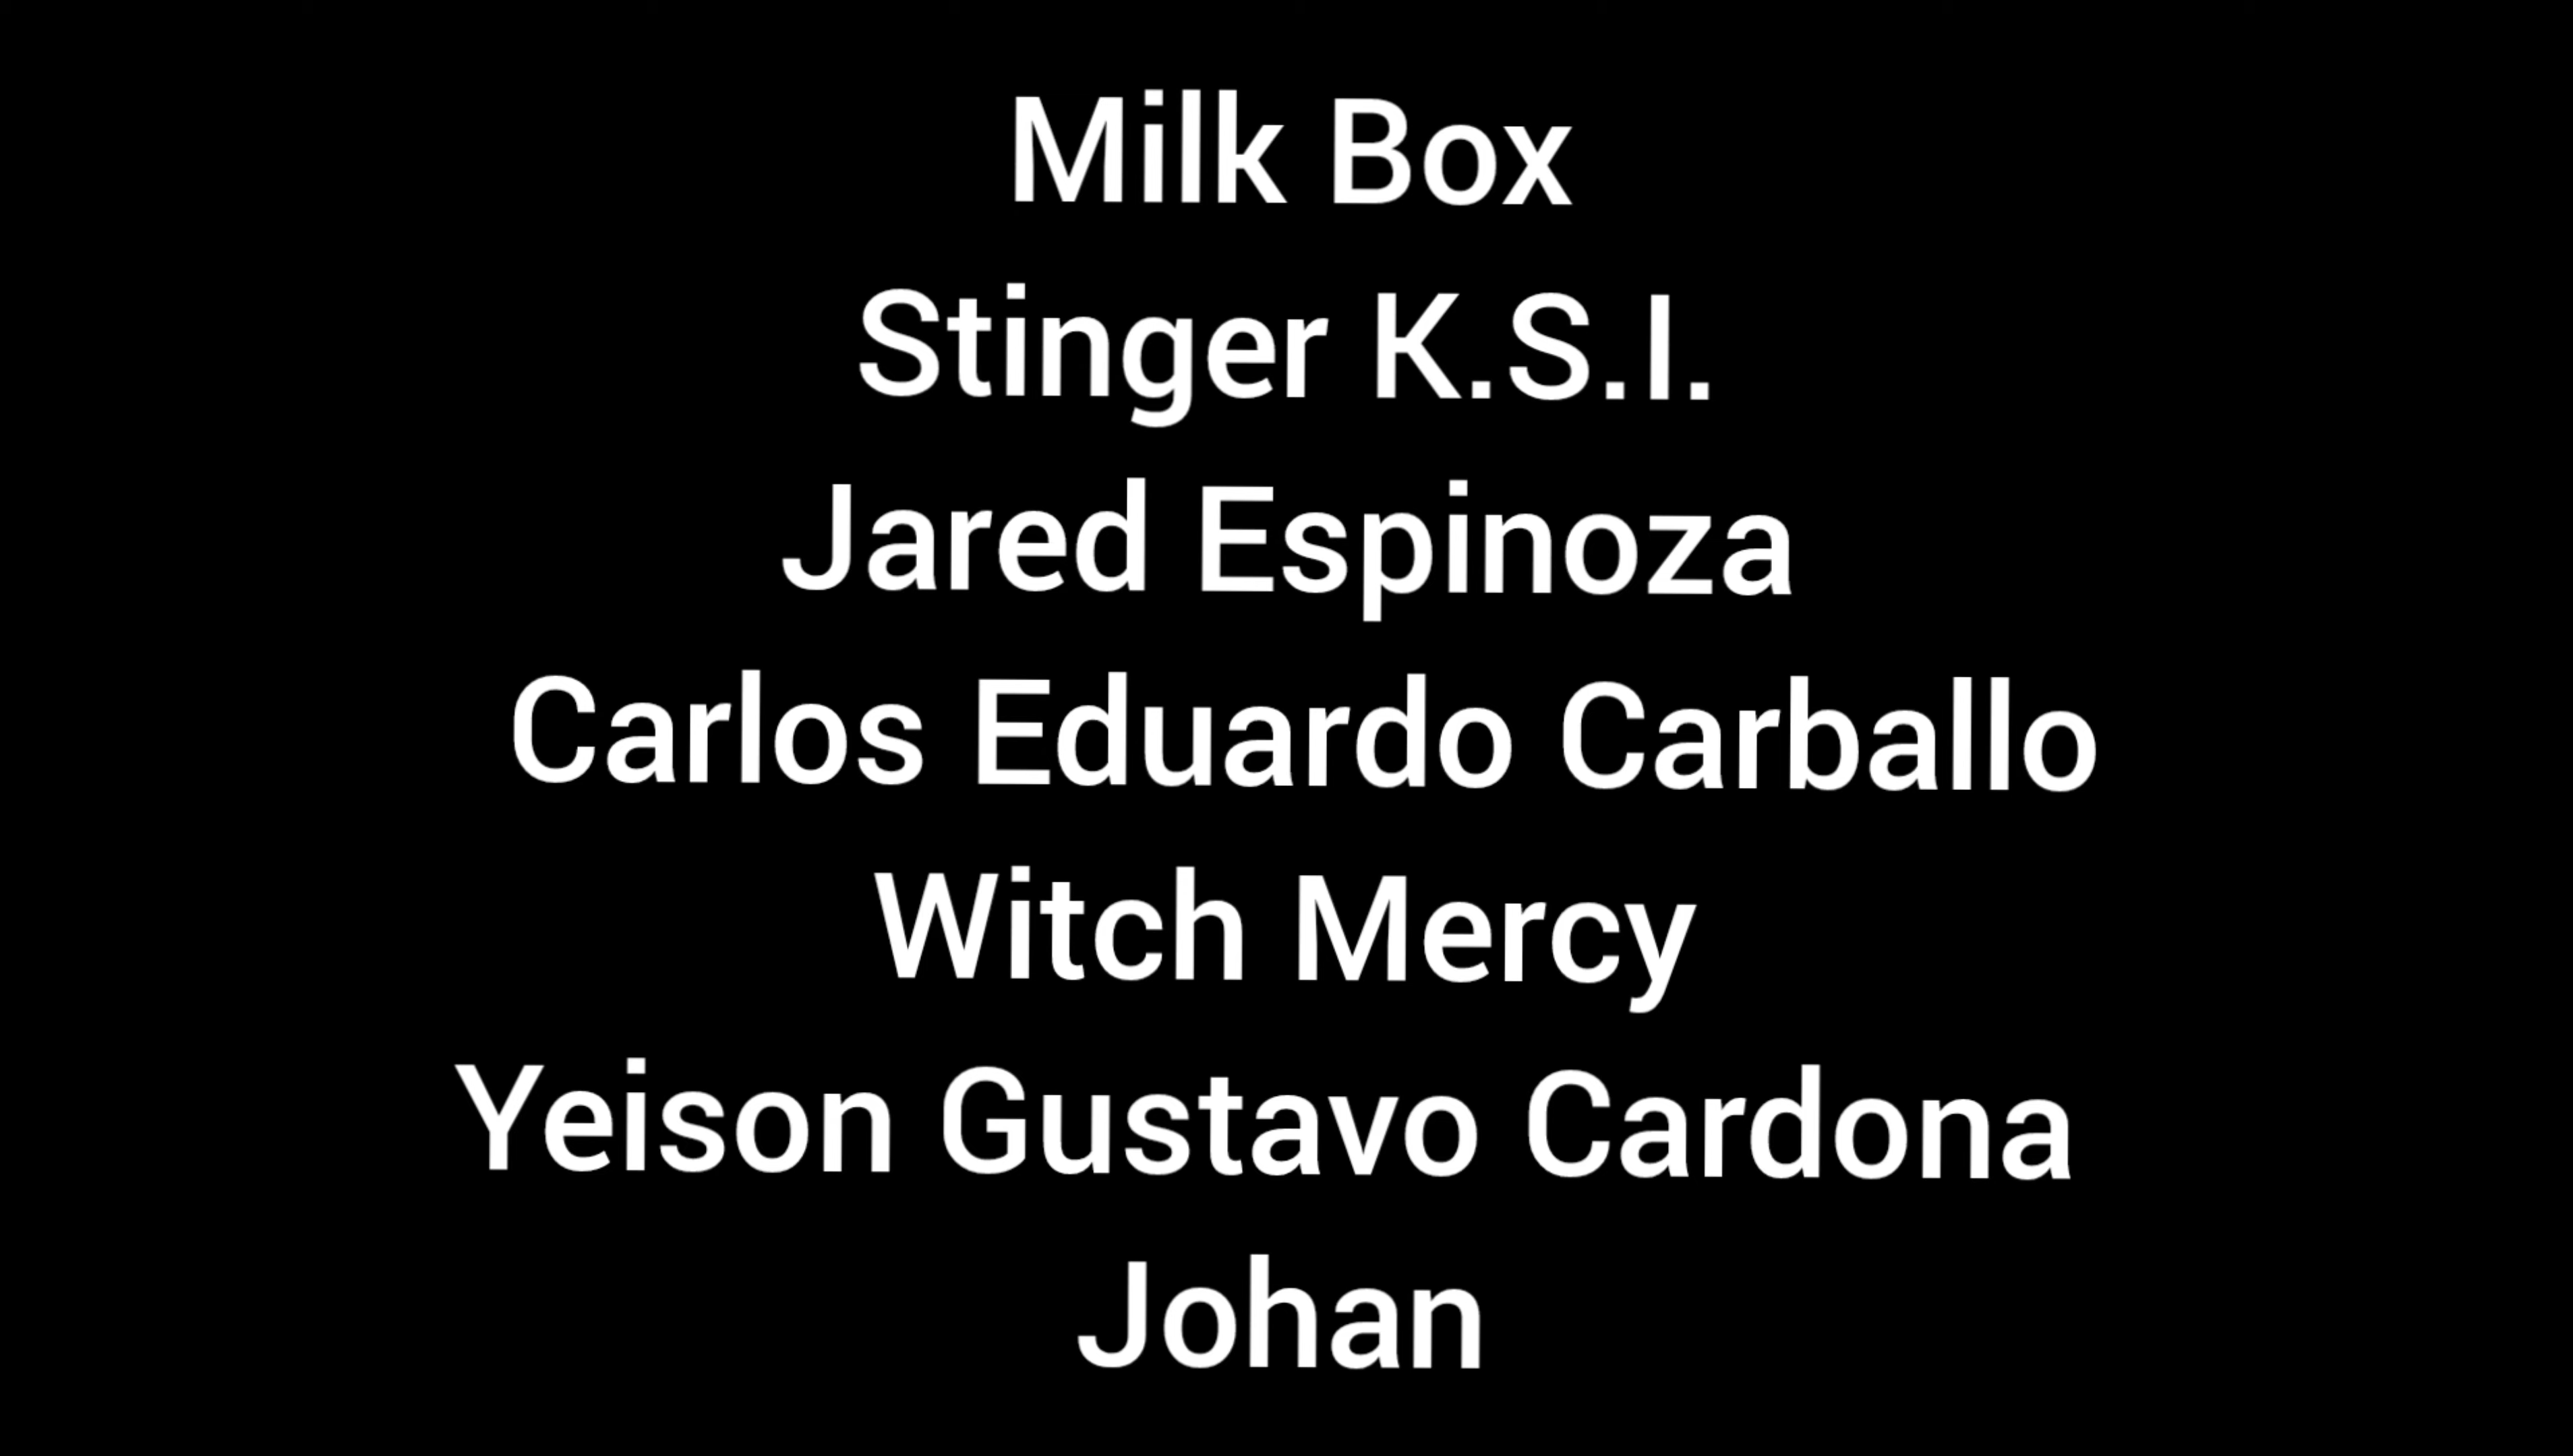 Milk Box
Stinger K.S.I.
Jared Espinoza
Carlos Eduardo Carballo
Witch Mercy
Yeison Gustavo Cardona
Johan